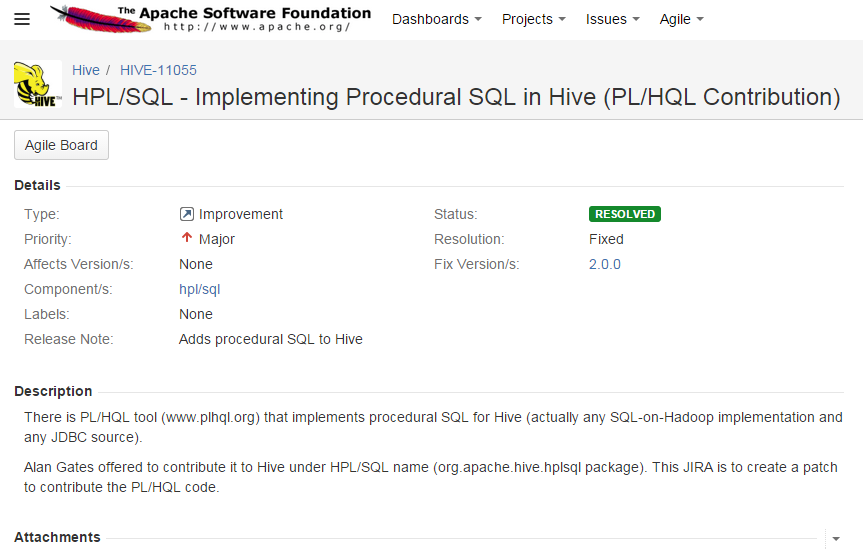 The Apache Software Foundation
http://www.apache.org/
Dashboards Projects Issues Agile
HIVE
Hive / HIVE-11055
HPL/SQL - Implementing Procedural SQL in Hive (PL/HQL Contribution)
Agile Board
Details
Type: Improvement Status: RESOLVED
Priority: Major Resolution: Fixed
Affects Version/s: None Fix Version/s: 2.0.0
Component/s: hpl/sql
Labels: None
Release Note: Adds procedural SQL to Hive
Description
There is PL/HQL tool (www.plhql.org) that implements procedural SQL for Hive (actually any SQL-on-Hadoop implementation and
any JDBC source).
Alan Gates offered to contribute it to Hive under HPL/SQL name (org.apache.hive.hplsql package). This JIRA is to create a patch
to contribute the PL/HQL code.
Attachments